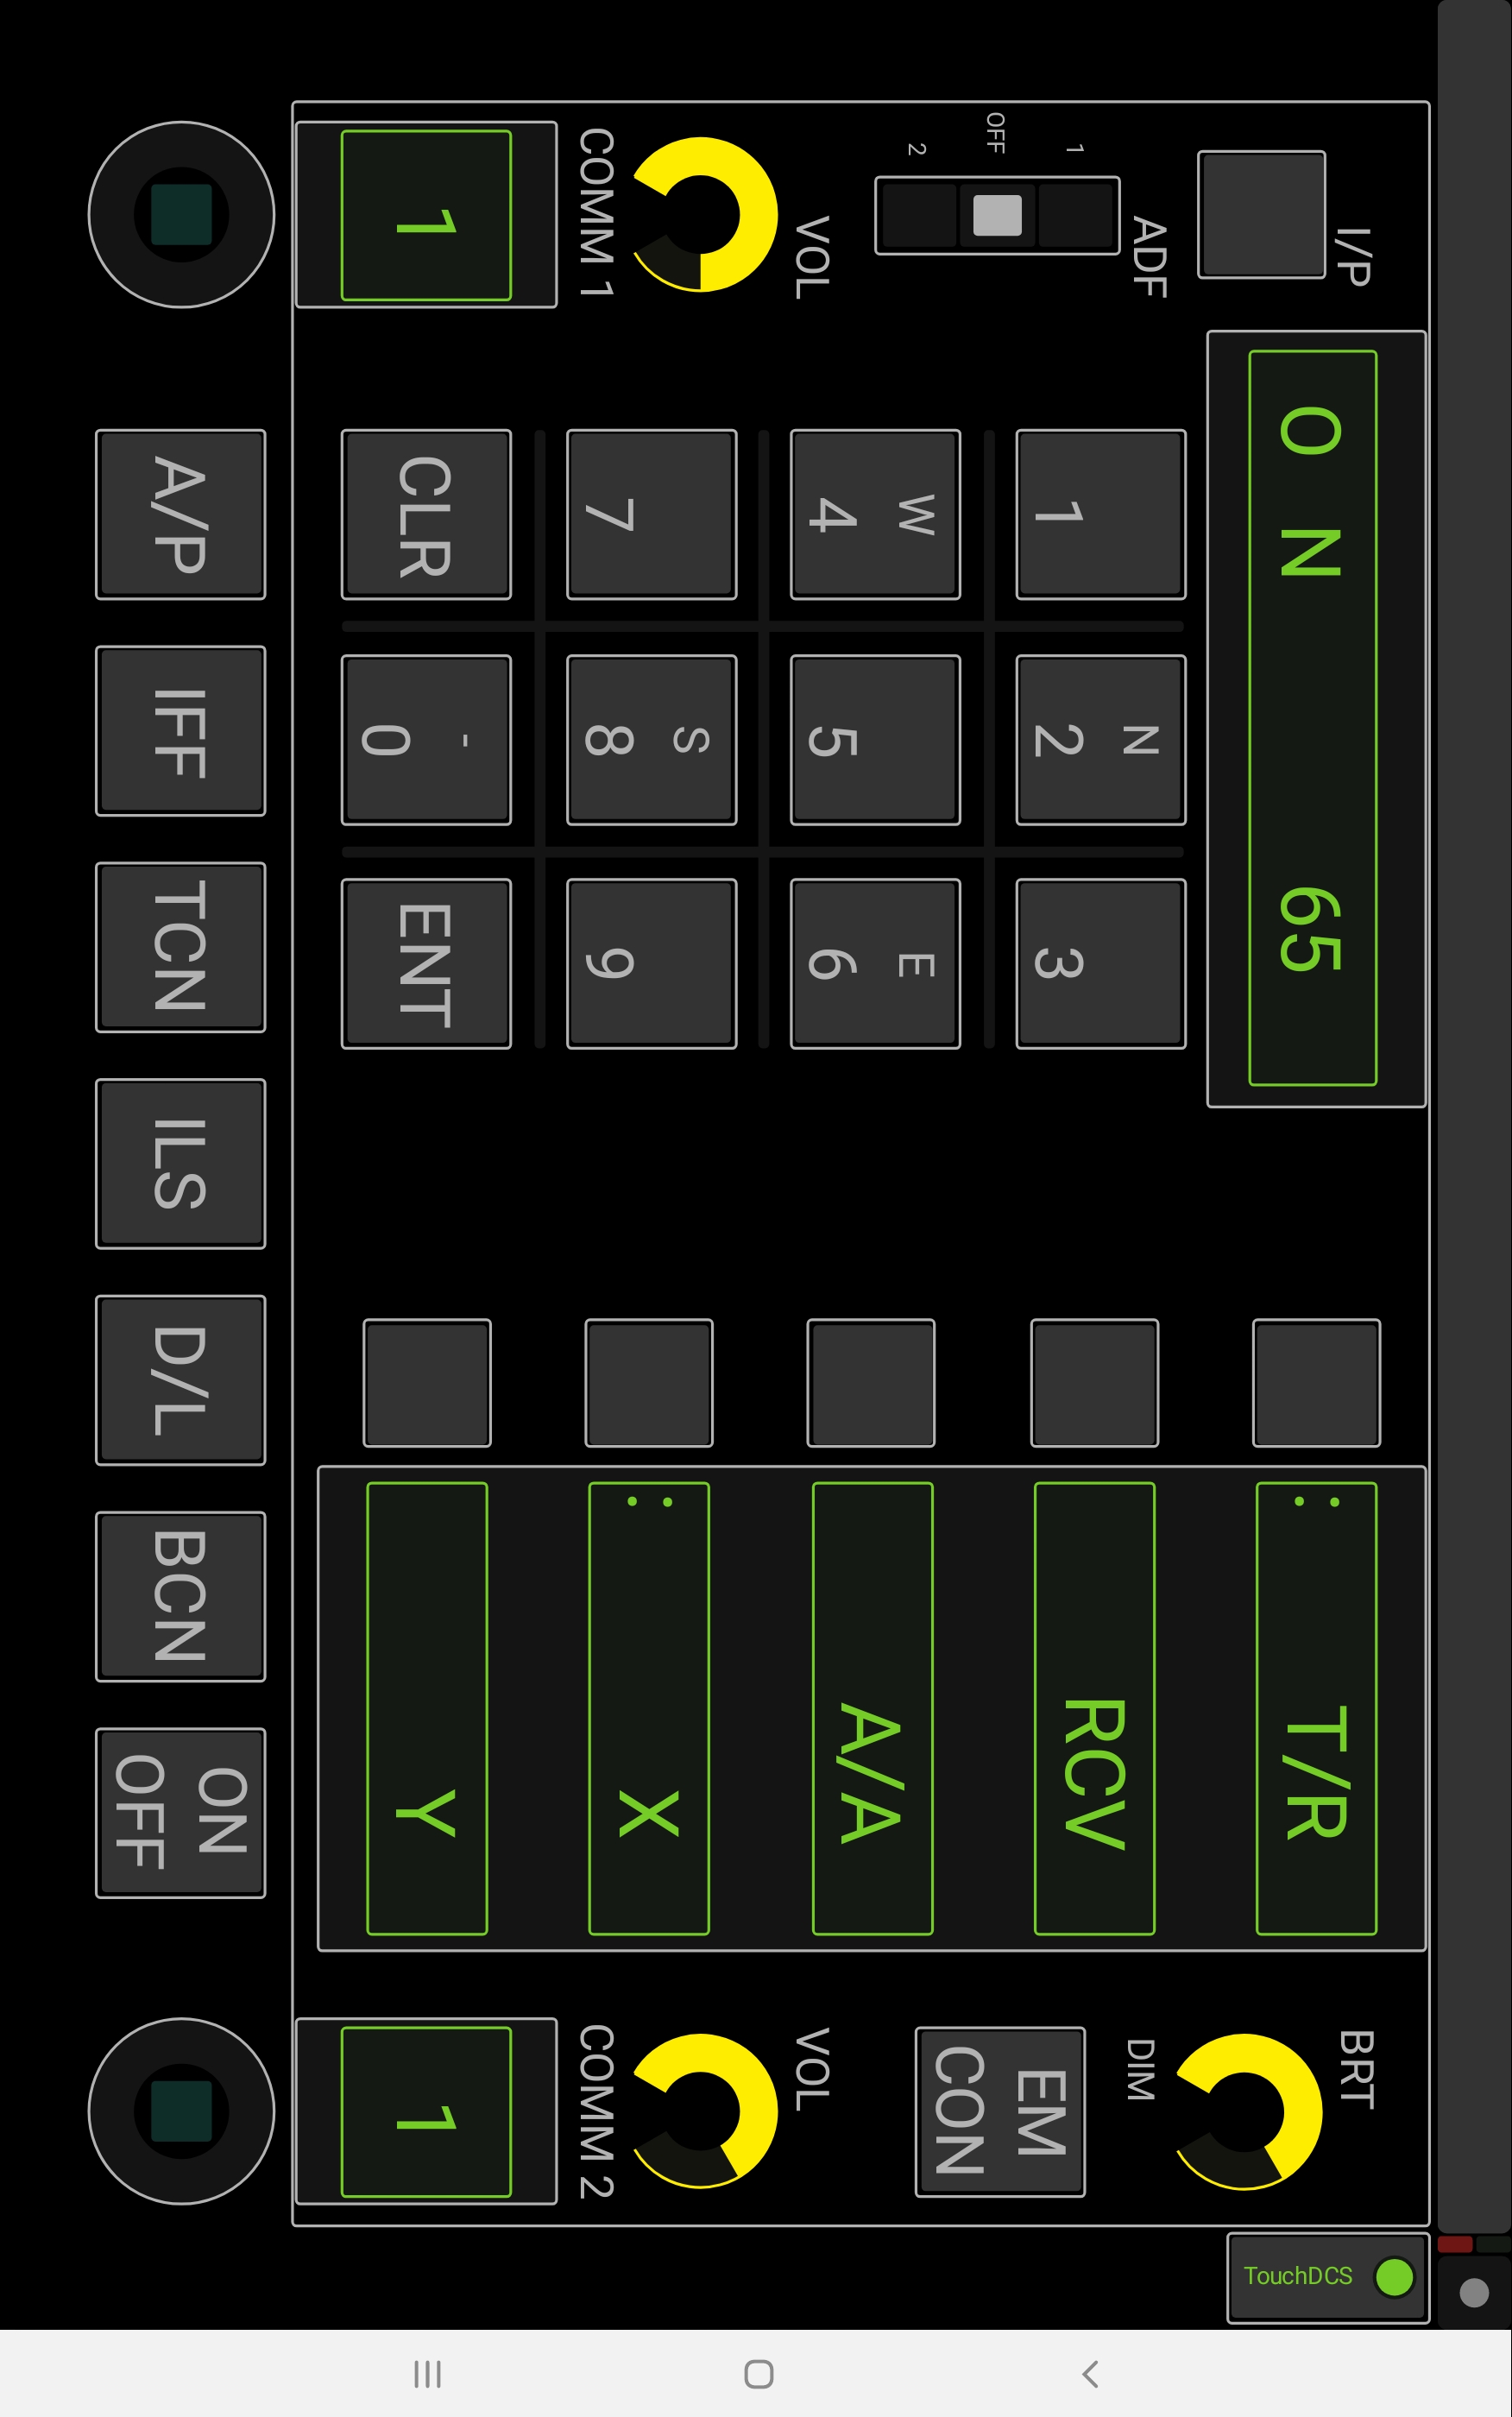 I/P
BRT
O N 65
: T/R
ADF
DIM
1
OFF
2
1
N
2
3
RCV
EM
CON
W
4
5
E
6
A/A
VOL
VOL
7
S
8
9
: X
COMM 1
COMM 2
1
CLR
-
0
ENT
Y
1
A/P
IFF
TCN
ILS
D/L
BCN
ON
OFF
TouchDCS